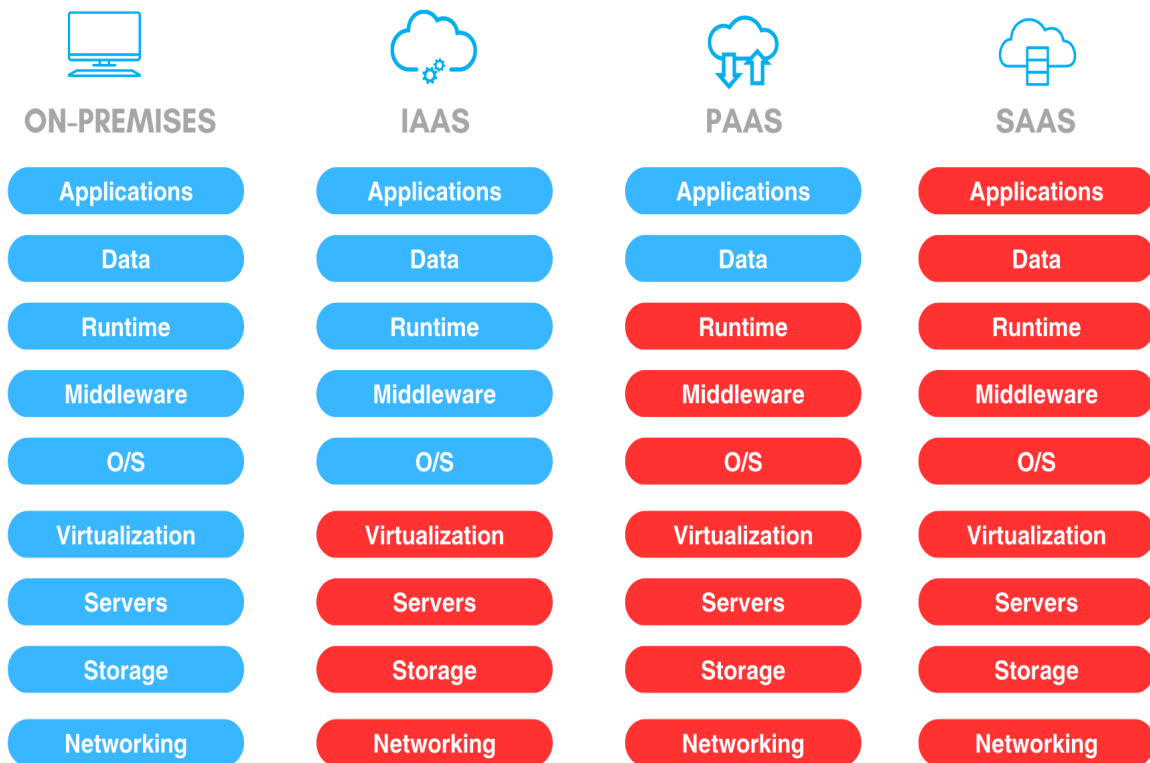 ON-PREMISES IAAS PAAS SAAS
Applications Applications Applications Applications
Data Data Data Data
Runtime Runtime Runtime Runtime
Middleware Middleware Middleware Middleware
O/S O/S O/S O/S
Virtualization Virtualization Virtualization Virtualization
Servers Servers Servers Servers
Storage Storage Storage Storage
Networking Networking Networking Networking